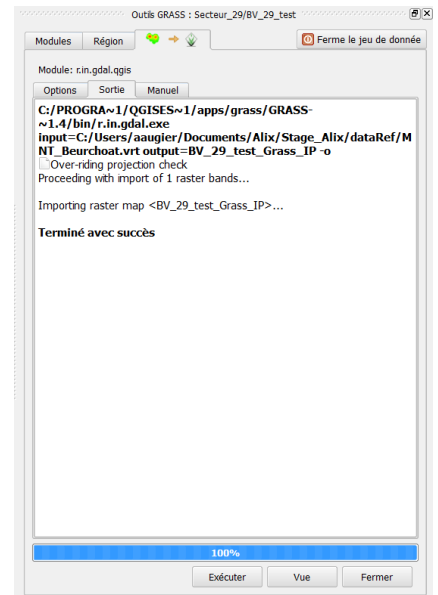 Outils GRASS : Secteur_29/BV_29_test
Modules
Région
Ferme le jeu de donnée
Module: r.in.gdal.qgis
Options
Sortie
Manuel
C:/PROGRA~1/QGISES~1/apps/grass/GRASS-
~1.4/bin/r.in.gdal.exe
input=C:/Users/aaugier/Documents/Alix/Stage_Alix/dataRef/M
NT_Beurchoat.vrt output=BV_29_test_Grass_IP -o
Over-riding projection check
Proceeding with import of 1 raster bands...
Importing raster map <BV_29_test_Grass_IP>...
Terminé avec succès
100%
Exécuter
Vue
Fermer